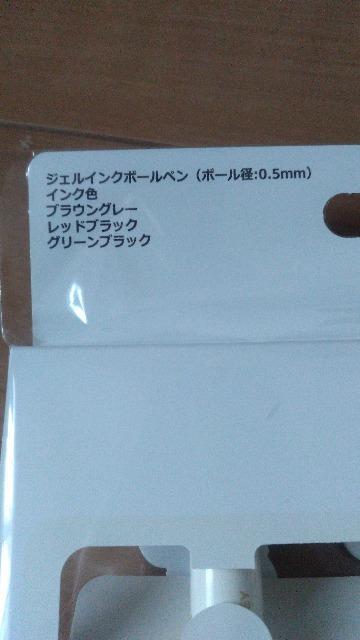 ジェルインクボールペン（ボール径:0.5mm）
インク色
ブラウングレー
レッドブラック
グリーンブラック